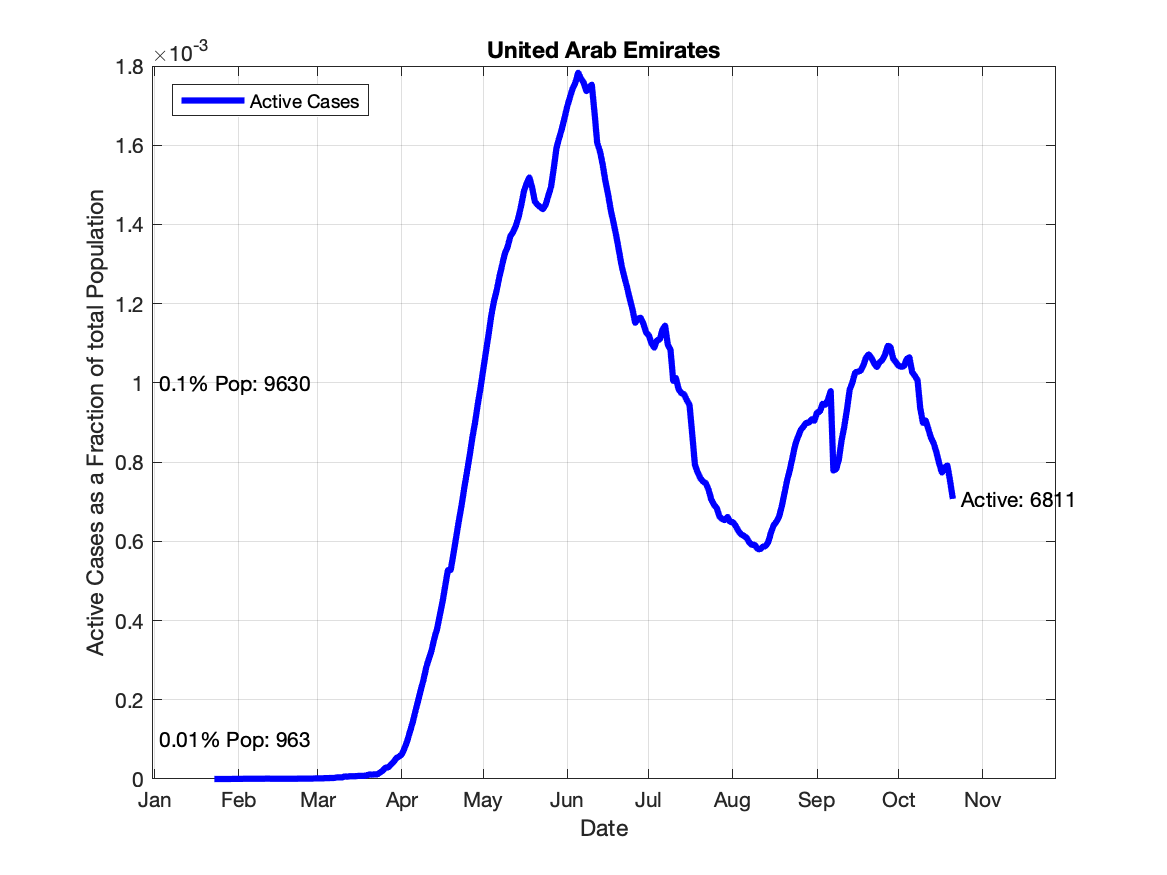 United Arab Emirates
×10-3
1.8
1.6
1.4
1.2
1
0.8
0.6
0.4
0.2
0
Active Cases as a Fraction of total Population
Active Cases
0.1% Pop: 9630
Active: 6811
0.01% Pop: 963
Jan Feb Mar Apr May Jun Jul Aug Sep Oct Nov
Date